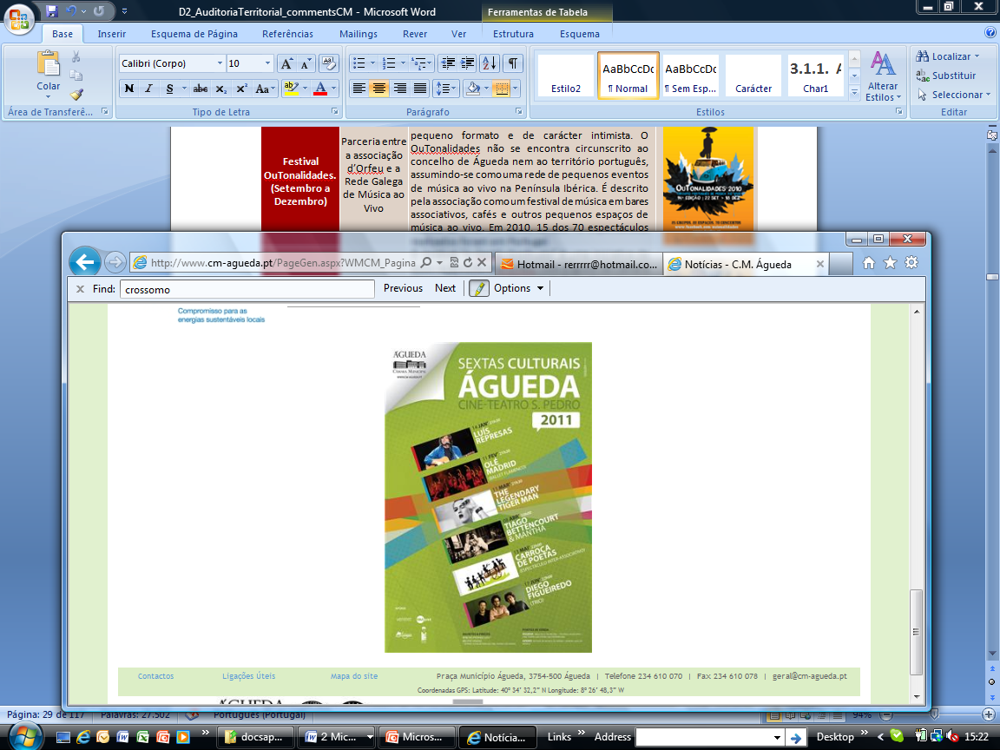 D2_AuditoriaTerritorial_commentsCM - Microsoft Word
Ferramentas de Tabela
Base Inserir Esquema de Página Referências Mailings Rever Ver Estrutura Esquema
Colar
Calibri (Corpo) 10
N I S abc x₂ x² Aa ab A
AaBbCcDc AaBbCcDc 3.1.1. A
Estilo2 ¶ Normal ¶ Sem Esp... Carácter Char1
Alterar Estilos
Localizar
Substituir
Seleccionar
Área de Transferê... Tipo de Letra Parágrafo Estilos Editar
Festival
OuTonalidades.
(Setembro a
Dezembro)
Parceria entre
a associação
d'Orfeu e a
Rede Galega
de Música ao
Vivo
pequeno formato e de carácter intimista. O
OuTonalidades não se encontra circunscrito ao
concelho de Águeda nem ao território português,
assumindo-se como uma rede de pequenos eventos
de música ao vivo na Península Ibérica. É descrito
pela associação como um festival de música em bares
associativos, cafés e outros pequenos espaços de
música ao vivo. Em 2010, 15 dos 70 espectáculos
OuTonalidades 2010
http://www.cm-agueda.pt/PageGen.aspx?WMCM_Pagina
Hotmail - rerrrrr@hotmail.co...
Notícias - C.M. Águeda
Find: crossomo Previous Next Options
Compromisso para as
energias sustentáveis locais
ÁGUEDA
CÂMARA MUNICIPAL
SEXTAS CULTURAIS
ÁGUEDA
CINE-TEATRO S. PEDRO
2011
LUÍS
REPRESAS
OLÉ
MADRID
THE
LEGENDARY
TIGER MAN
TIAGO
BETTENCOURT
& MANTHA
CARROÇA
DE POETAS
DIEGO
FIGUEIREDO
Contactos Ligações Úteis Mapa do site
Praça Município Águeda, 3754-500 Águeda | Telefone 234 610 070 | Fax 234 610 078 | geral@cm-agueda.pt
Coordenadas GPS: Latitude: 40º 34' 32,2'' N Longitude: 8º 26' 48,3'' W
Página: 29 de 117 Palavras: 27.502 Português (Portugal) 94%
docsap... 2 Mic... Micros... Notícia... Links Address Desktop 15:22